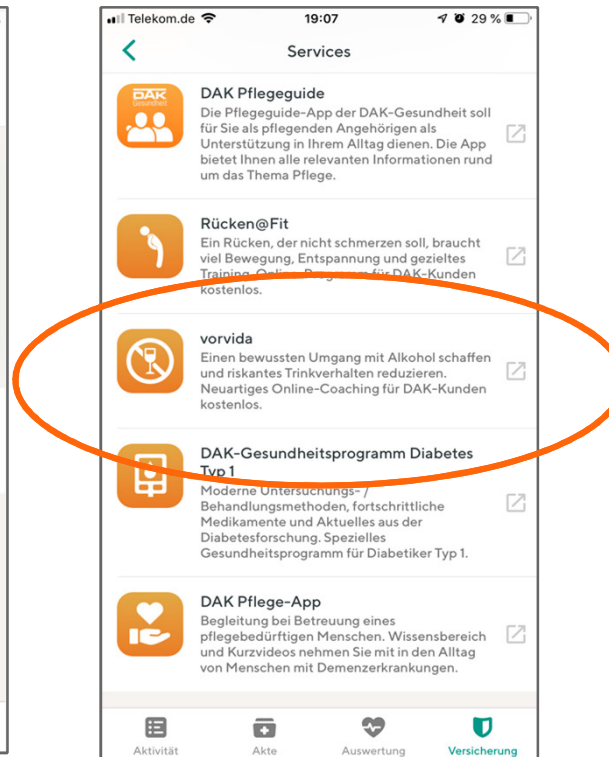 Telekom.de 19:07 29 %
Services
DAK
Gesundheit
DAK Pflegeguide
Die Pflegeguide-App der DAK-Gesundheit soll
für Sie als pflegenden Angehörigen als
Unterstützung in Ihrem Alltag dienen. Die App
bietet Ihnen alle relevanten Informationen rund
um das Thema Pflege.
Rücken@Fit
Ein Rücken, der nicht schmerzen soll, braucht
viel Bewegung, Entspannung und gezieltes
Training. Online-Programm für DAK-Kunden
kostenlos.
vorvida
Einen bewussten Umgang mit Alkohol schaffen
und riskantes Trinkverhalten reduzieren.
Neuartiges Online-Coaching für DAK-Kunden
kostenlos.
DAK-Gesundheitsprogramm Diabetes
Typ 1
Moderne Untersuchungs- /
Behandlungsmethoden, fortschrittliche
Medikamente und Aktuelles aus der
Diabetesforschung. Spezielles
Gesundheitsprogramm für Diabetiker Typ 1.
DAK Pflege-App
Begleitung bei Betreuung eines
pflegebedürftigen Menschen. Wissensbereich
und Kurzvideos nehmen Sie mit in den Alltag
von Menschen mit Demenzerkrankungen.
Aktivität Akte Auswertung Versicherung